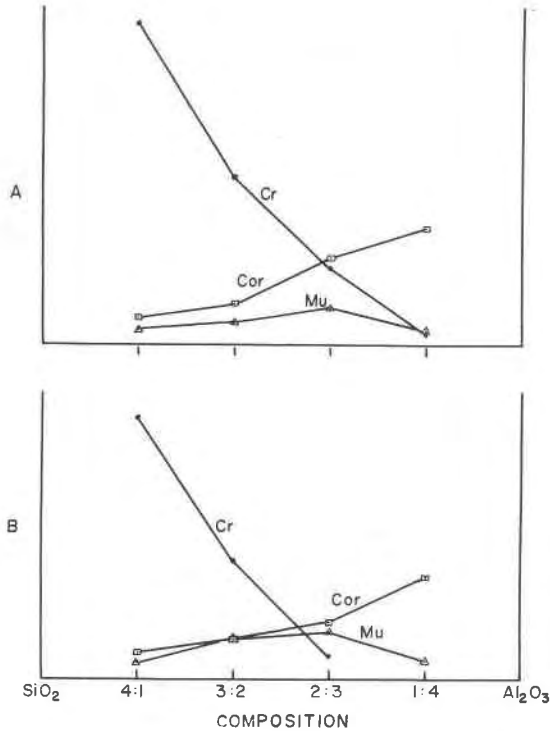 A
Cr
Cor
Mu
B
Cr
Cor
Mu
SiO₂ 4:1 3:2 2:3 1:4 Al₂O₃
COMPOSITION